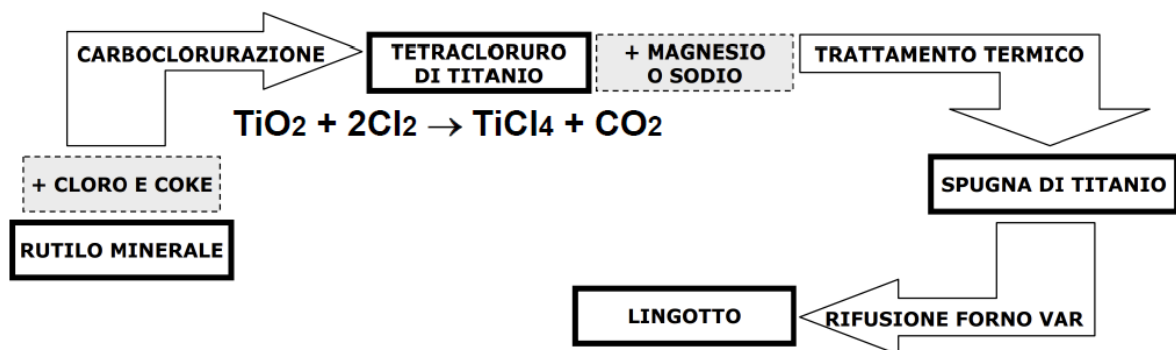 CARBOCLORURAZIONE
TETRACLORURO
DI TITANIO
+ MAGNESIO
O SODIO
TRATTAMENTO TERMICO
TiO2 + 2Cl2 → TiCl4 + CO2
+ CLORO E COKE
RUTILO MINERALE
SPUGNA DI TITANIO
LINGOTTO
RIFUSIONE FORNO VAR